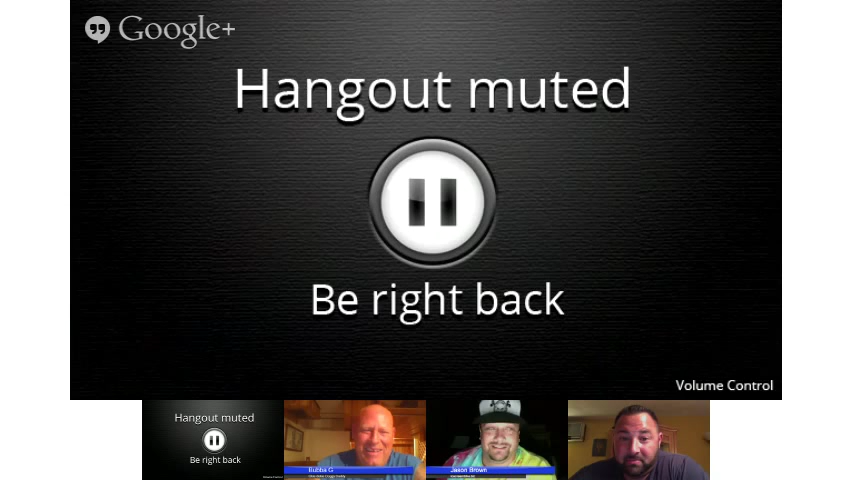 Google+
Hangout muted
Be right back
Volume Control
Hangout muted
Be right back
Bubba G
Jason Brown